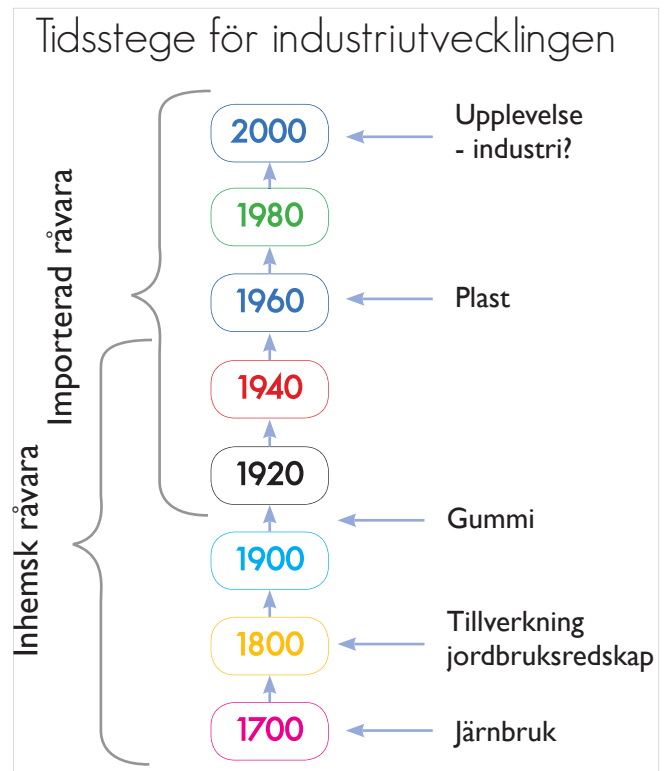 Tidsstege för industriutvecklingen
2000
Upplevelse
- industri?
1980
Importerad råvara
1960
Plast
1940
1920
Inhemsk råvara
Gummi
1900
1800
Tillverkning
jordbruksredskap
1700
Järnbruk